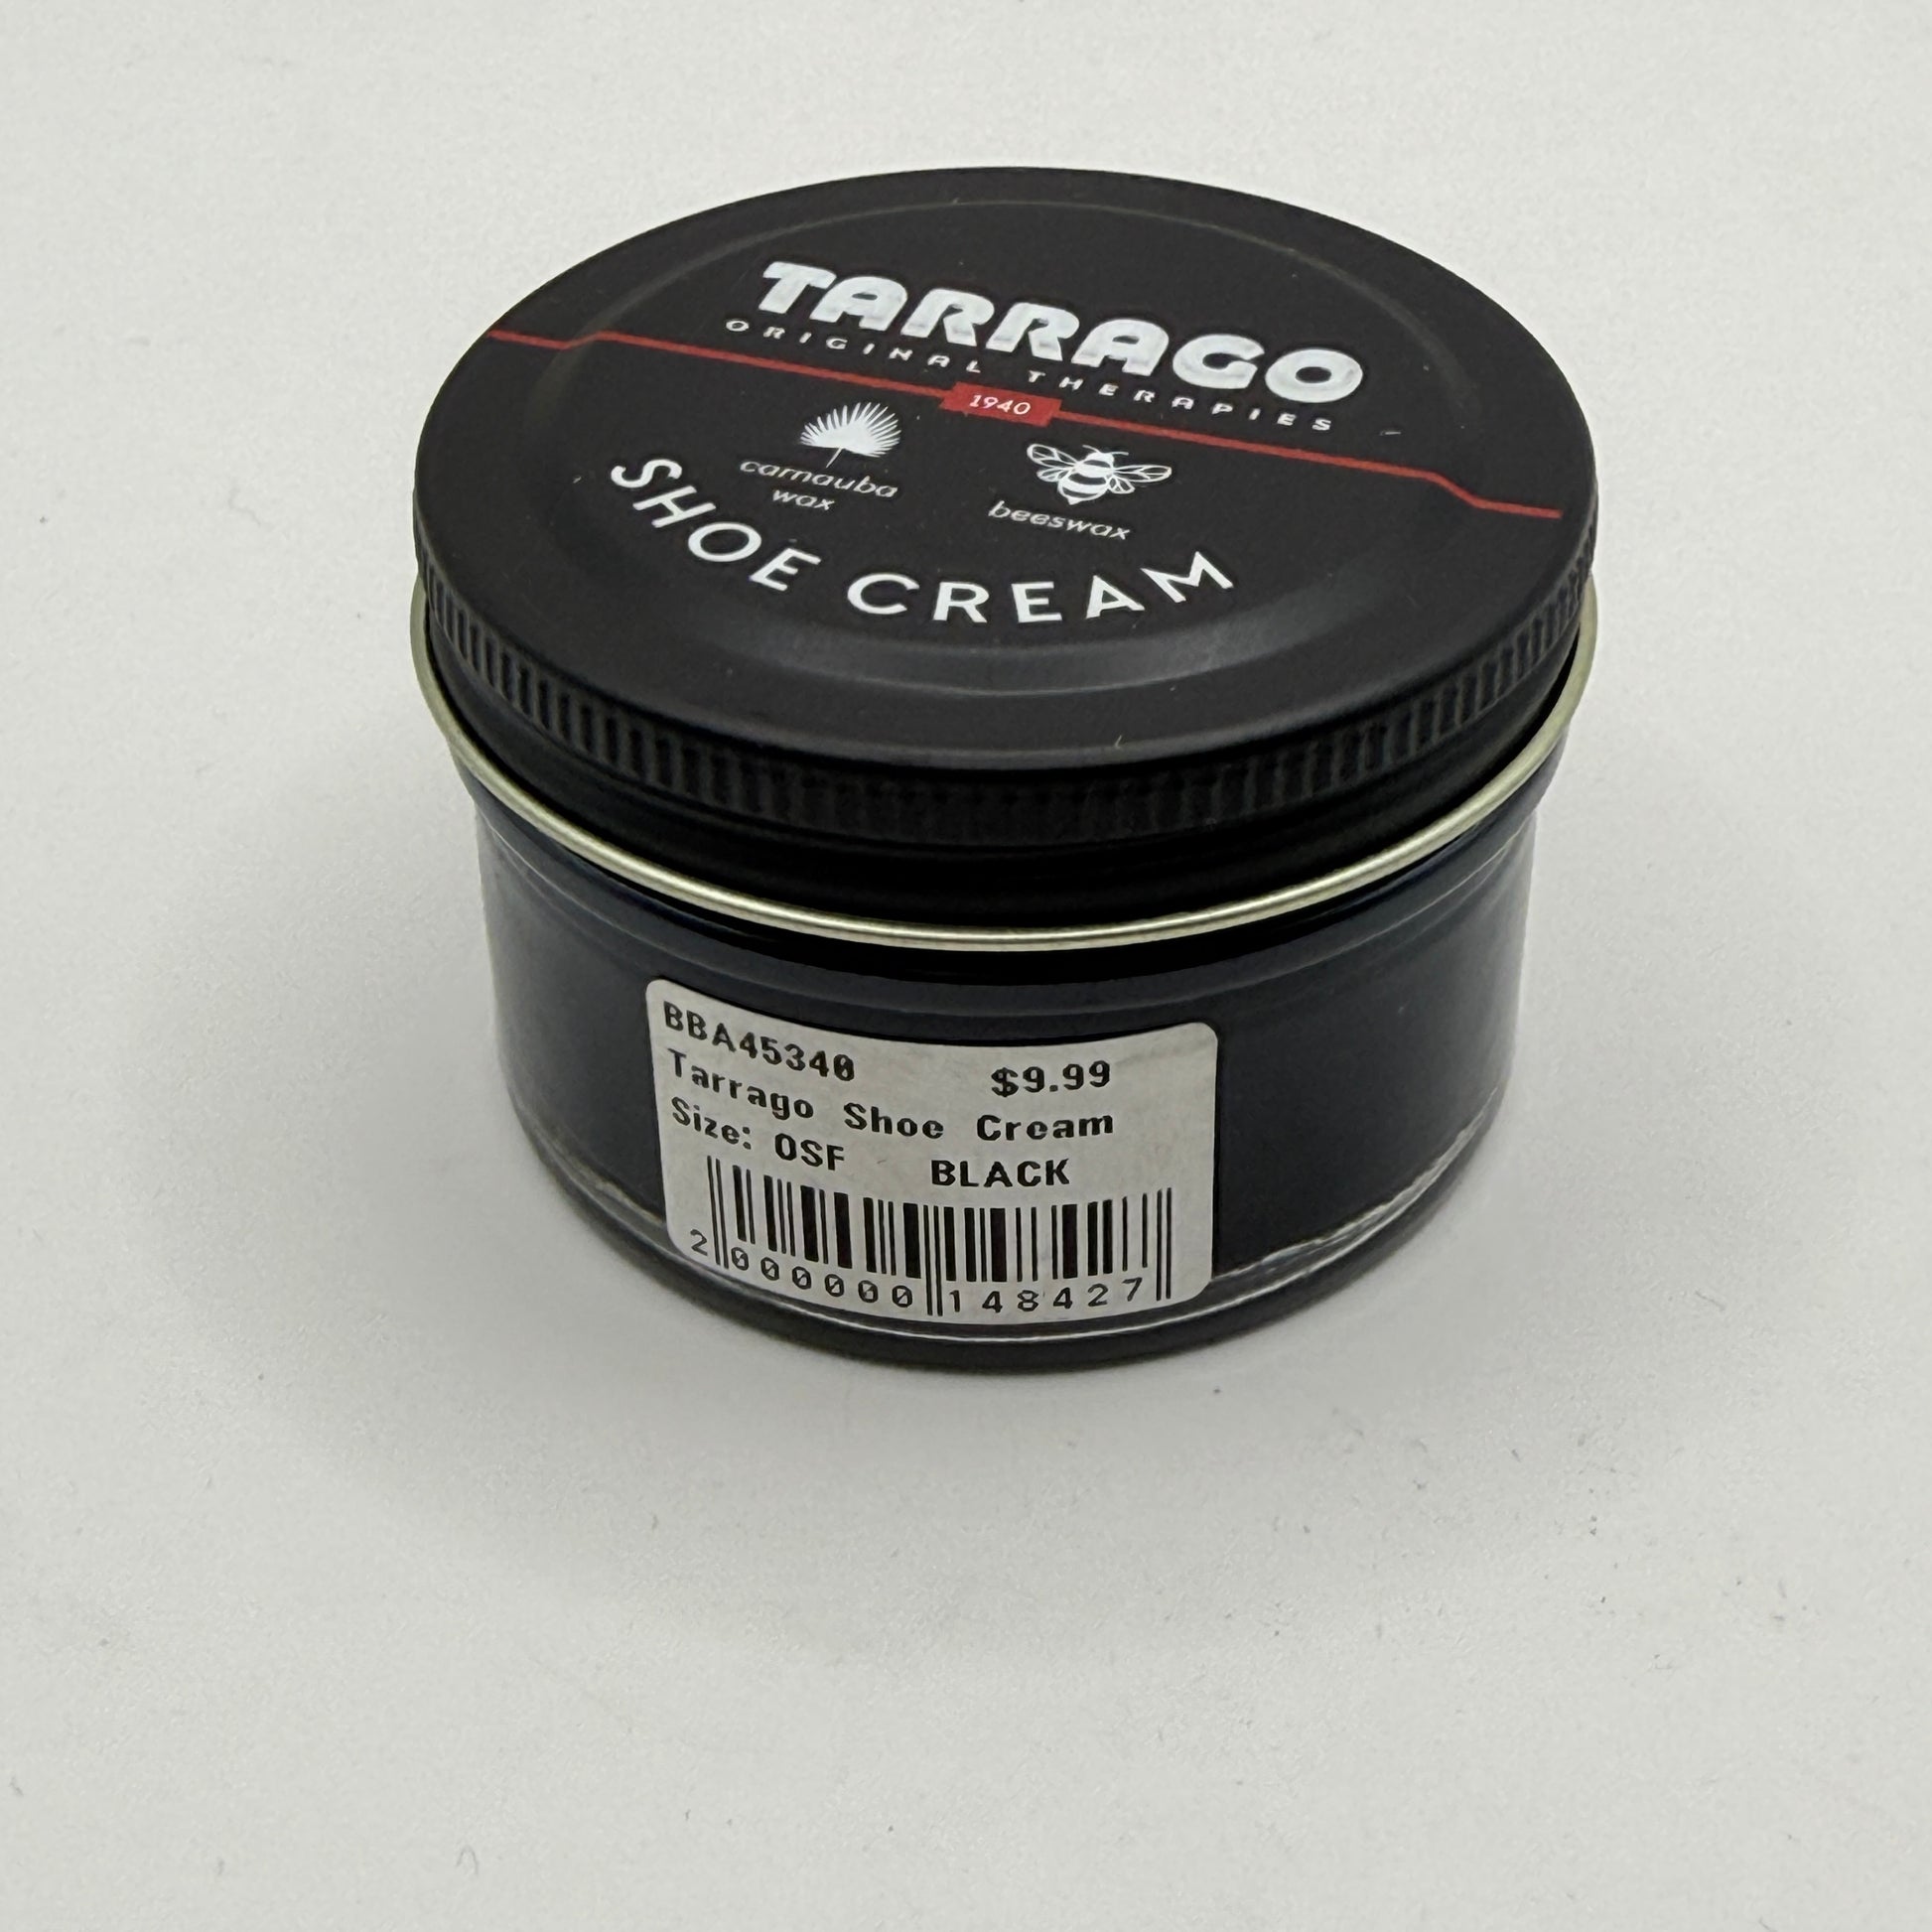 TARRAGO
ORIGINAL THERAPIES
1940
carnauba
wax
beeswax
SHOE CREAM
BBA45340 $9.99
Tarrago Shoe Cream
Size: OSF BLACK
2 000000 148427